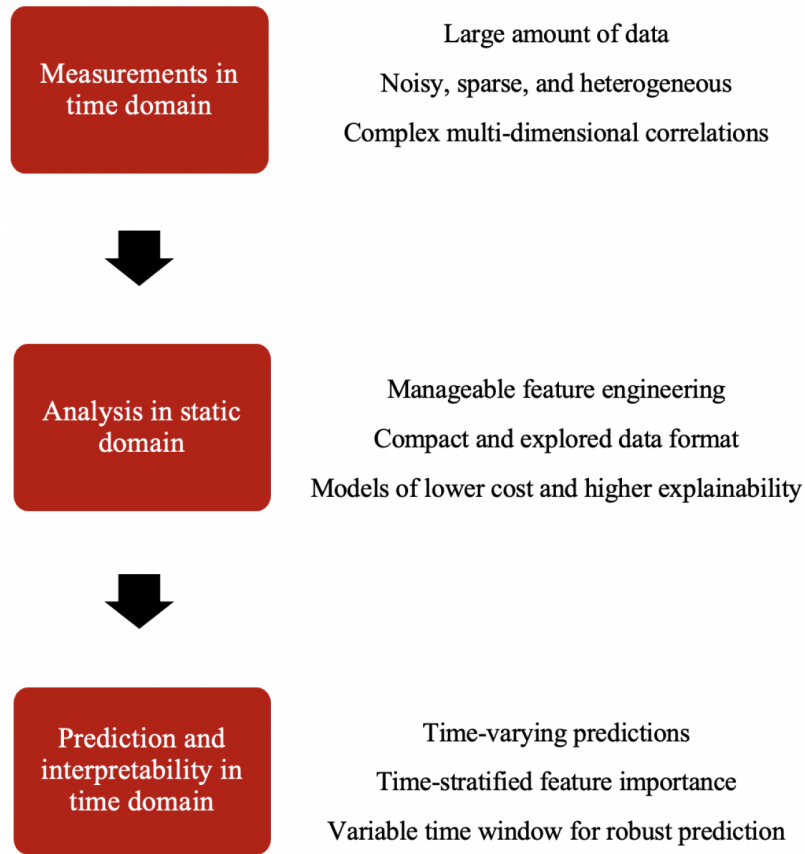 Measurements in
time domain
Large amount of data
Noisy, sparse, and heterogeneous
Complex multi-dimensional correlations
Analysis in static
domain
Manageable feature engineering
Compact and explored data format
Models of lower cost and higher explainability
Prediction and
interpretability in
time domain
Time-varying predictions
Time-stratified feature importance
Variable time window for robust prediction